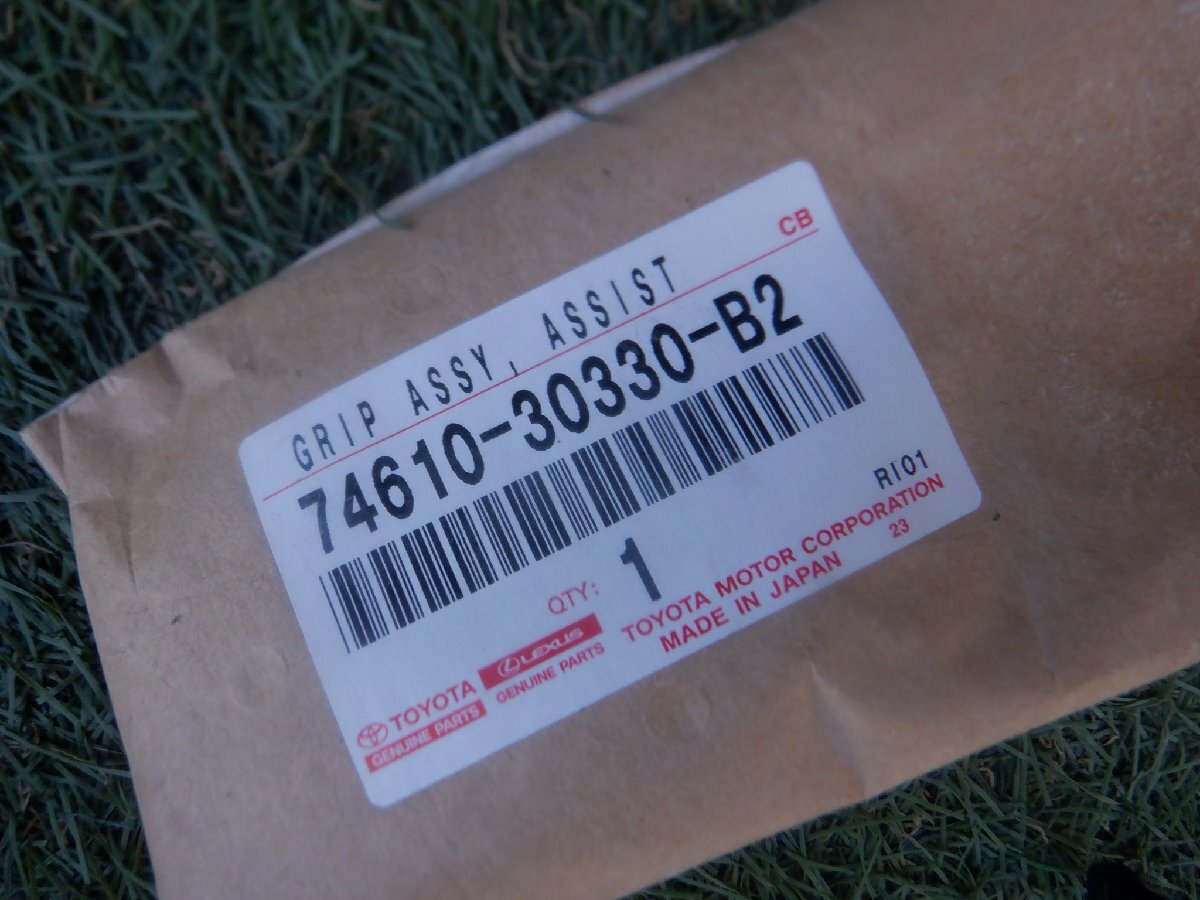 CB
GRIP ASSY, ASSIST
74610-30330-B2
RI01
QTY: 1
TOYOTA
GENUINE PARTS
LEXUS
GENUINE PARTS
TOYOTA MOTOR CORPORATION
MADE IN JAPAN 23